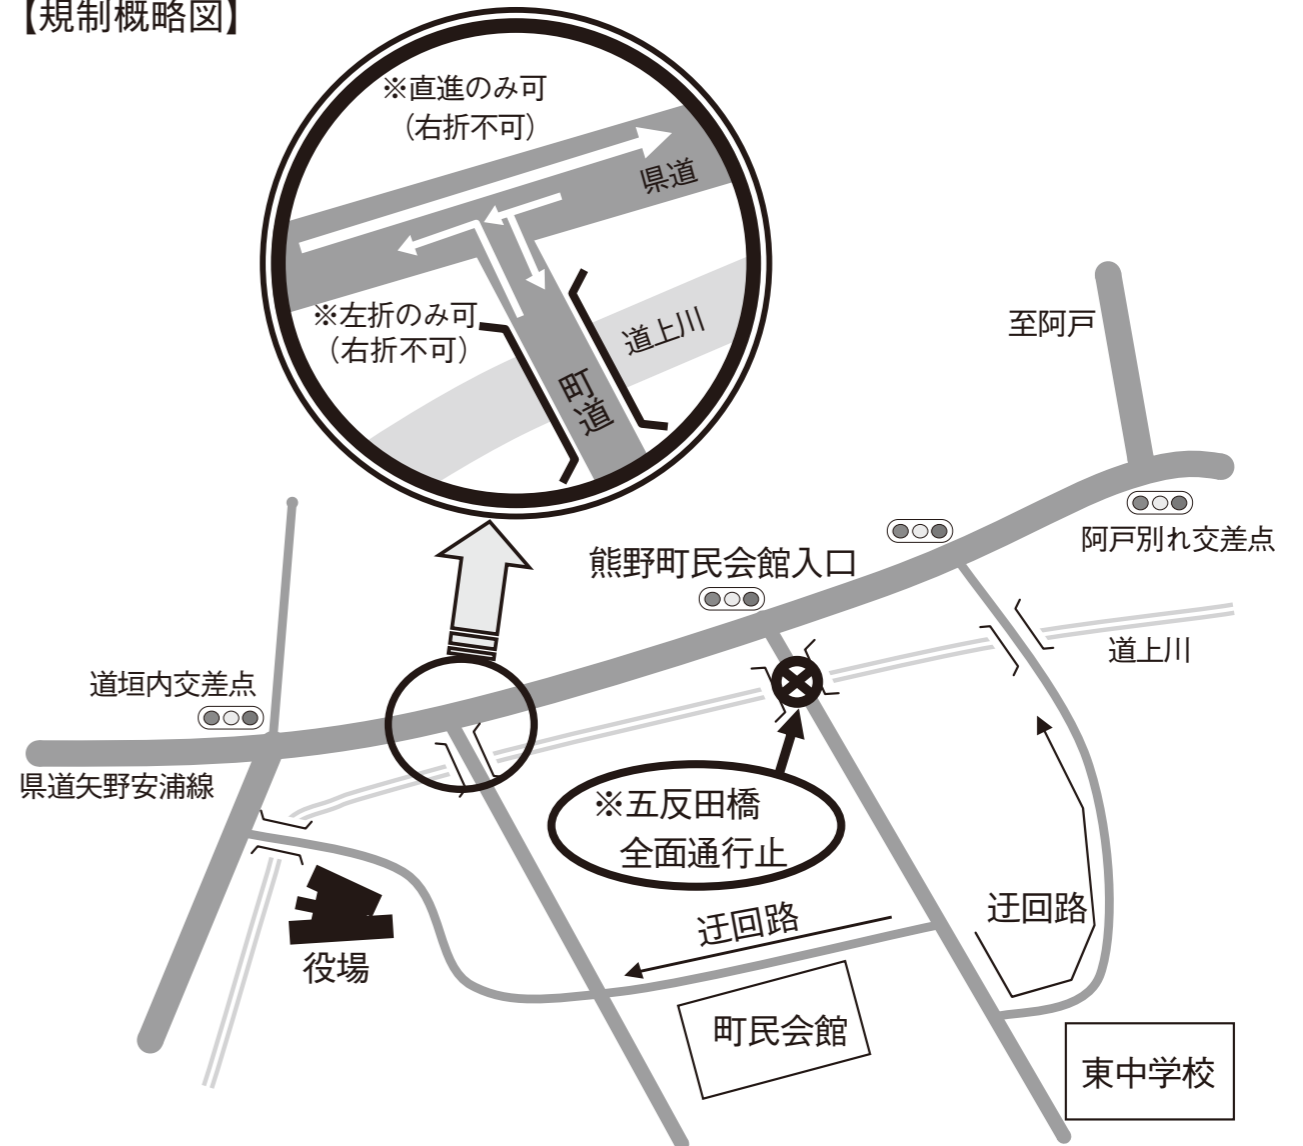 【規制概略図】
※直進のみ可
（右折不可）
県道
※左折のみ可
（右折不可）
道上川
町道
至阿戸
阿戸別れ交差点
熊野町民会館入口
道上川
道垣内交差点
県道矢野安浦線
※五反田橋
全面通行止
迂回路
迂回路
役場
町民会館
東中学校